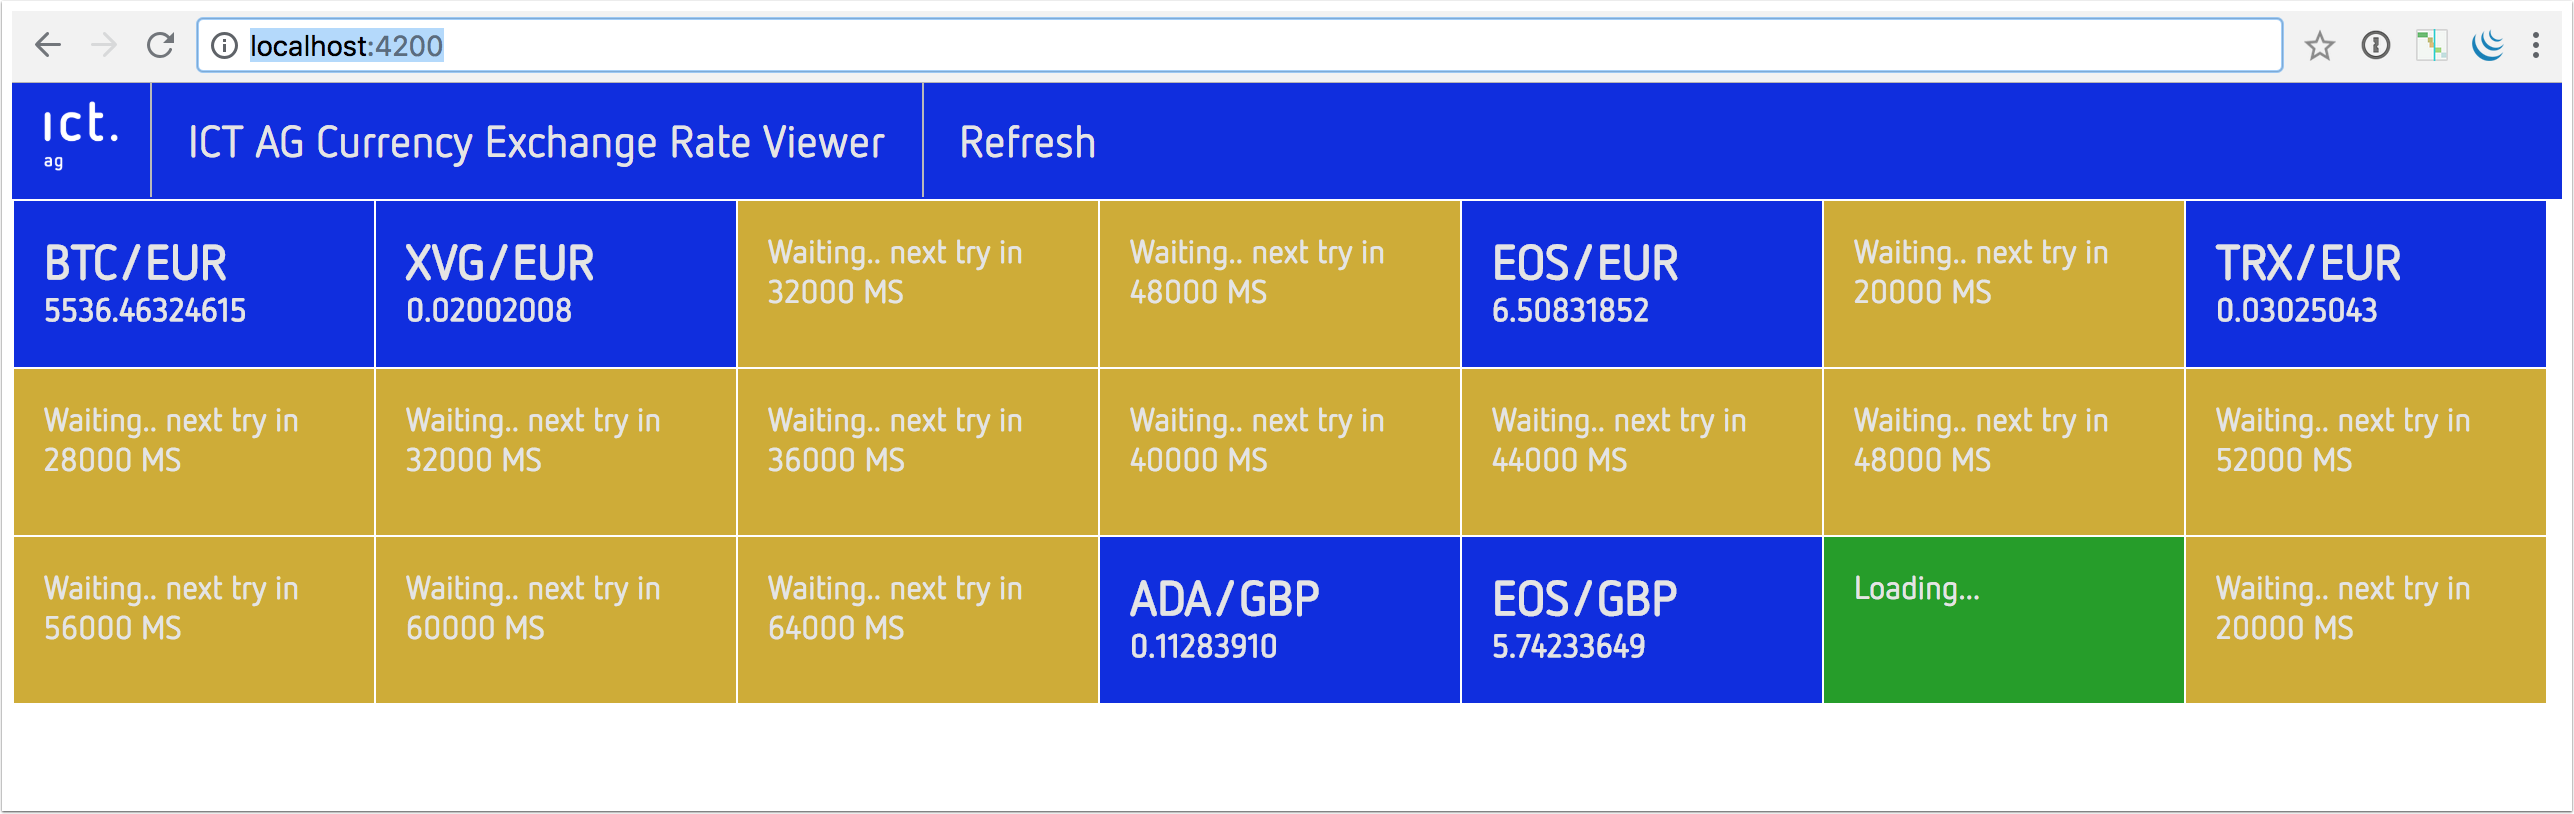 localhost:4200
ict.
ag
ICT AG Currency Exchange Rate Viewer
Refresh
BTC/EUR
5536.46324615
XVG/EUR
0.02002008
Waiting.. next try in
32000 MS
Waiting.. next try in
48000 MS
EOS/EUR
6.50831852
Waiting.. next try in
20000 MS
TRX/EUR
0.03025043
Waiting.. next try in
28000 MS
Waiting.. next try in
32000 MS
Waiting.. next try in
36000 MS
Waiting.. next try in
40000 MS
Waiting.. next try in
44000 MS
Waiting.. next try in
48000 MS
Waiting.. next try in
52000 MS
Waiting.. next try in
56000 MS
Waiting.. next try in
60000 MS
Waiting.. next try in
64000 MS
ADA/GBP
0.11283910
EOS/GBP
5.74233649
Loading...
Waiting.. next try in
20000 MS